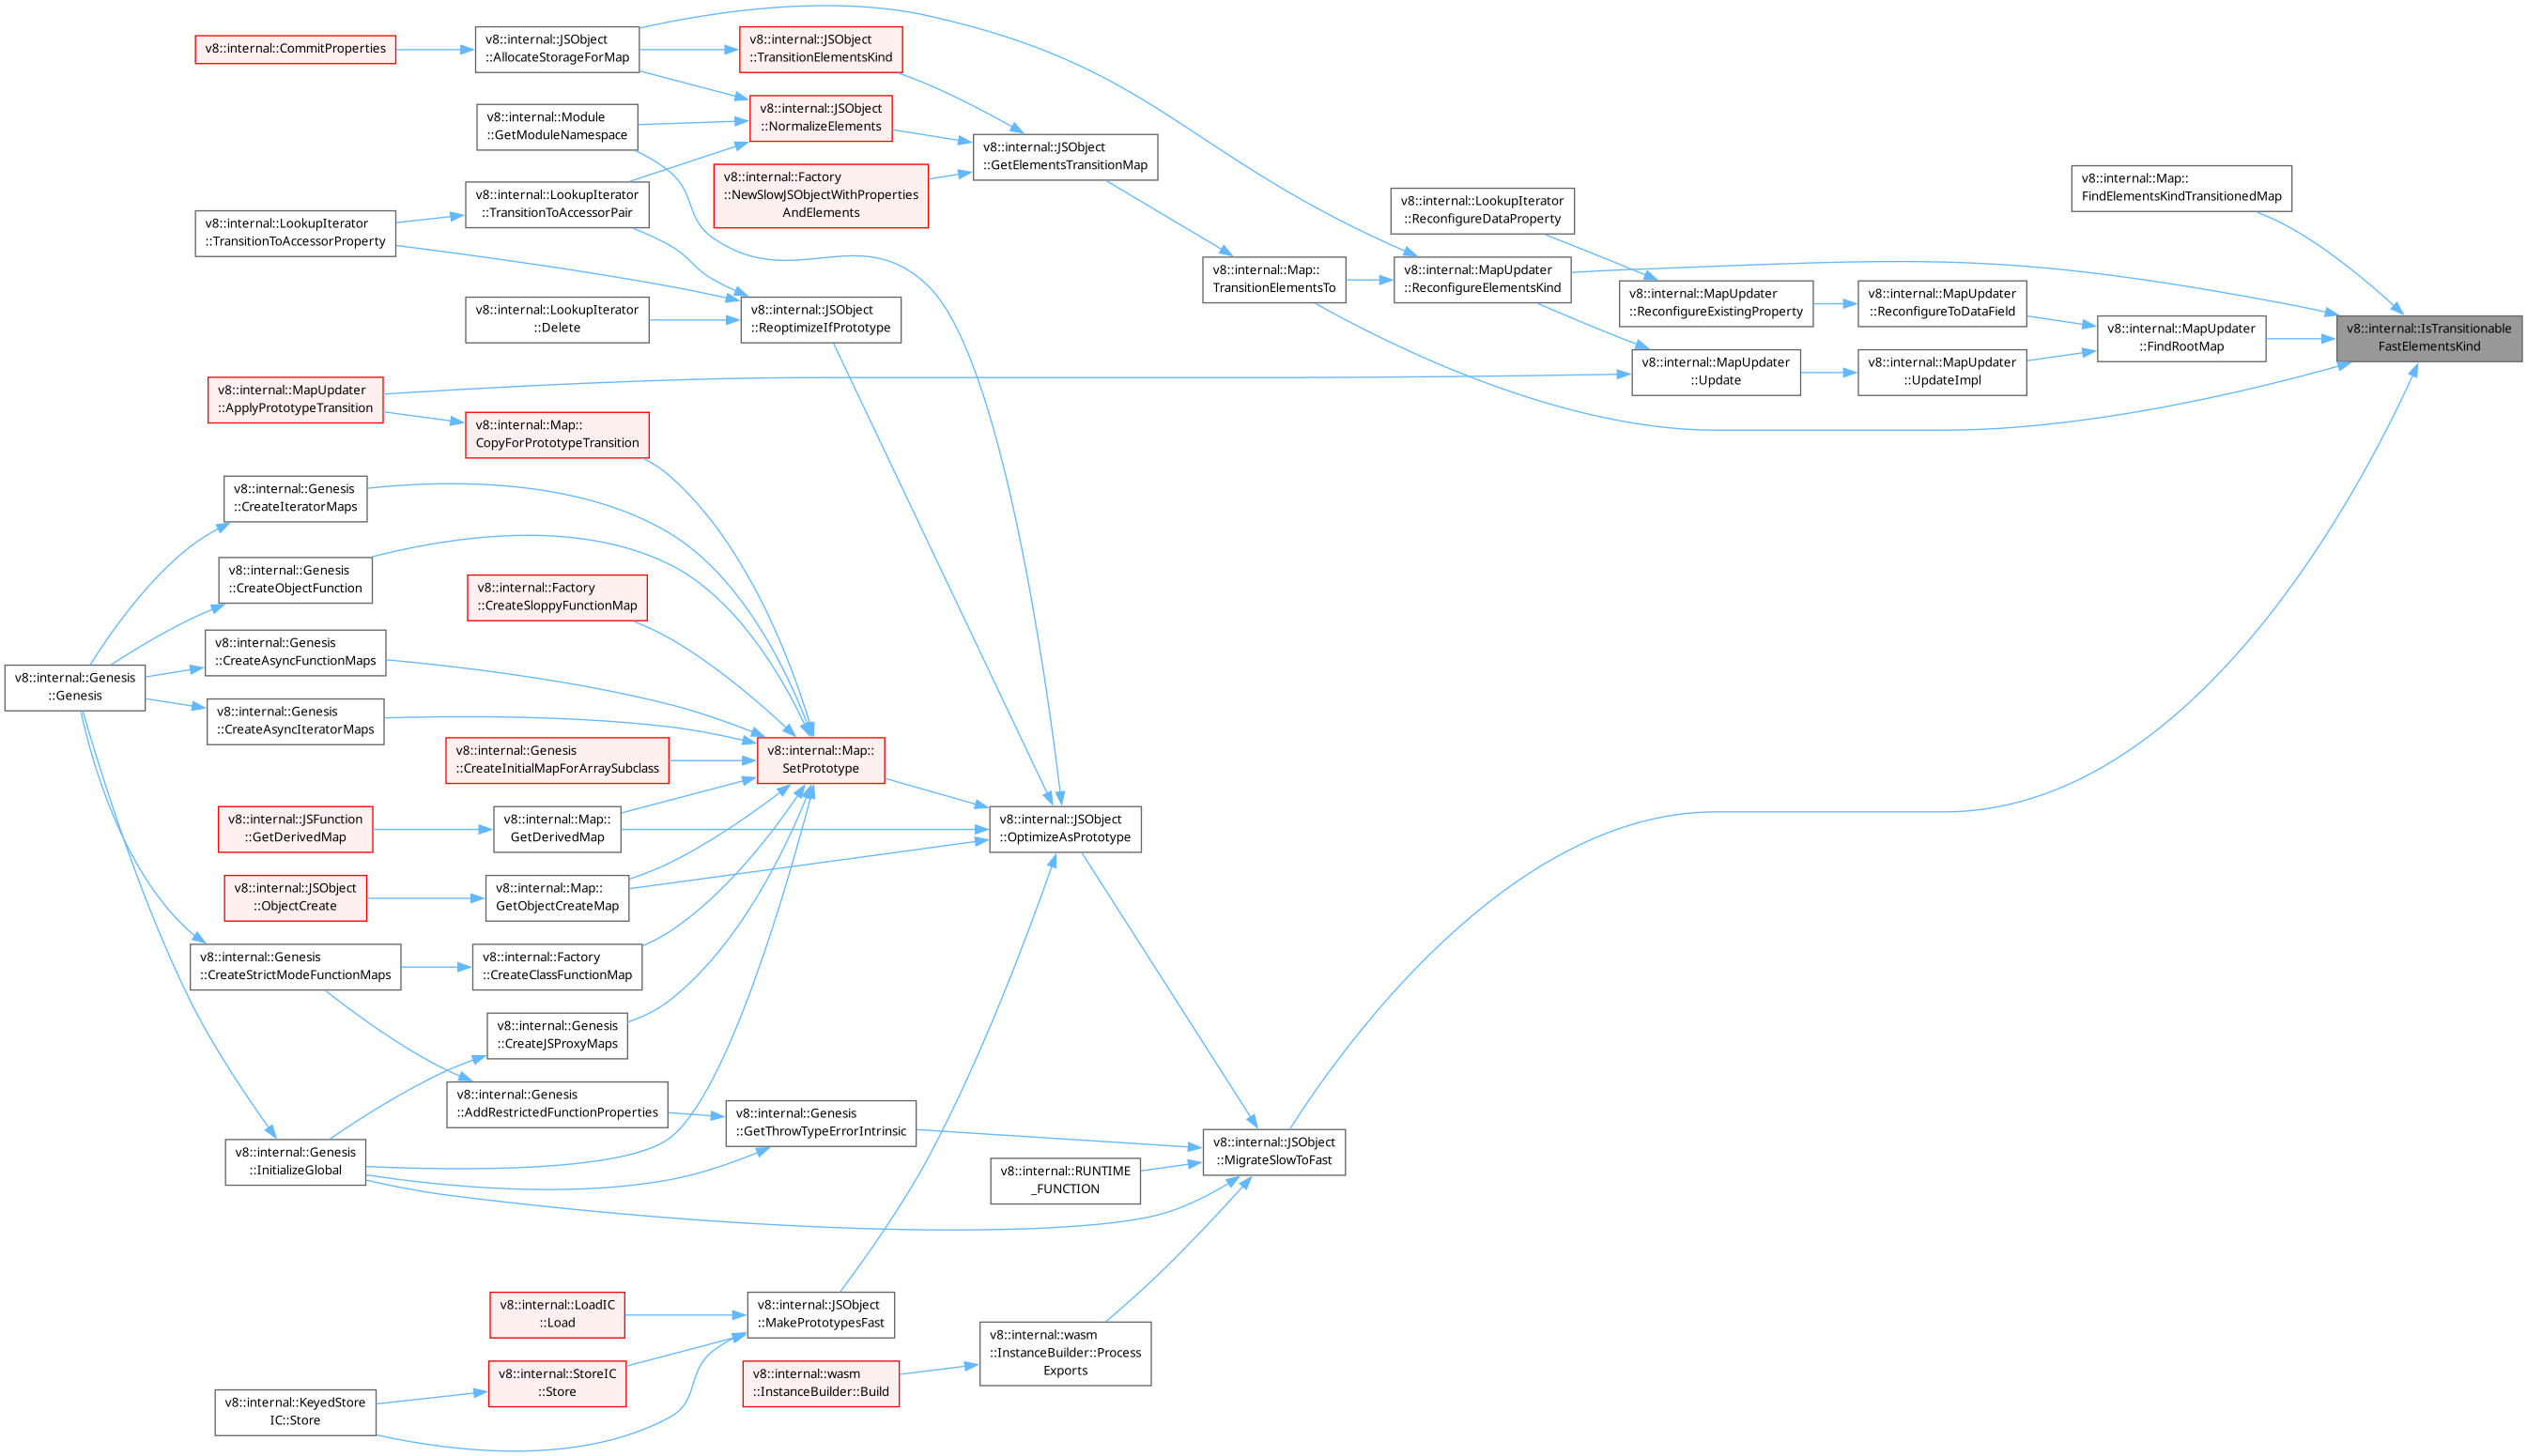 v8::internal::CommitProperties
v8::internal::JSObject
::AllocateStorageForMap
v8::internal::JSObject
::TransitionElementsKind
v8::internal::Module
::GetModuleNamespace
v8::internal::JSObject
::NormalizeElements
v8::internal::JSObject
::GetElementsTransitionMap
v8::internal::Factory
::NewSlowJSObjectWithProperties
AndElements
v8::internal::Map::
FindElementsKindTransitionedMap
v8::internal::LookupIterator
::TransitionToAccessorPair
v8::internal::LookupIterator
::TransitionToAccessorProperty
v8::internal::LookupIterator
::ReconfigureDataProperty
v8::internal::Map::
TransitionElementsTo
v8::internal::MapUpdater
::ReconfigureElementsKind
v8::internal::MapUpdater
::ReconfigureExistingProperty
v8::internal::MapUpdater
::ReconfigureToDataField
v8::internal::LookupIterator
::Delete
v8::internal::JSObject
::ReoptimizeIfPrototype
v8::internal::MapUpdater
::FindRootMap
v8::internal::IsTransitionable
FastElementsKind
v8::internal::MapUpdater
::Update
v8::internal::MapUpdater
::UpdateImpl
v8::internal::MapUpdater
::ApplyPrototypeTransition
v8::internal::Map::
CopyForPrototypeTransition
v8::internal::Genesis
::CreateIteratorMaps
v8::internal::Genesis
::CreateObjectFunction
v8::internal::Factory
::CreateSloppyFunctionMap
v8::internal::Genesis
::CreateAsyncFunctionMaps
v8::internal::Genesis
::Genesis
v8::internal::Genesis
::CreateAsyncIteratorMaps
v8::internal::Genesis
::CreateInitialMapForArraySubclass
v8::internal::Map::
SetPrototype
v8::internal::JSFunction
::GetDerivedMap
v8::internal::Map::
GetDerivedMap
v8::internal::JSObject
::OptimizeAsPrototype
v8::internal::JSObject
::ObjectCreate
v8::internal::Map::
GetObjectCreateMap
v8::internal::Genesis
::CreateStrictModeFunctionMaps
v8::internal::Factory
::CreateClassFunctionMap
v8::internal::Genesis
::CreateJSProxyMaps
v8::internal::Genesis
::AddRestrictedFunctionProperties
v8::internal::Genesis
::GetThrowTypeErrorIntrinsic
v8::internal::Genesis
::InitializeGlobal
v8::internal::RUNTIME
_FUNCTION
v8::internal::JSObject
::MigrateSlowToFast
v8::internal::LoadIC
::Load
v8::internal::JSObject
::MakePrototypesFast
v8::internal::wasm
::InstanceBuilder::Process
Exports
v8::internal::StoreIC
::Store
v8::internal::wasm
::InstanceBuilder::Build
v8::internal::KeyedStore
IC::Store